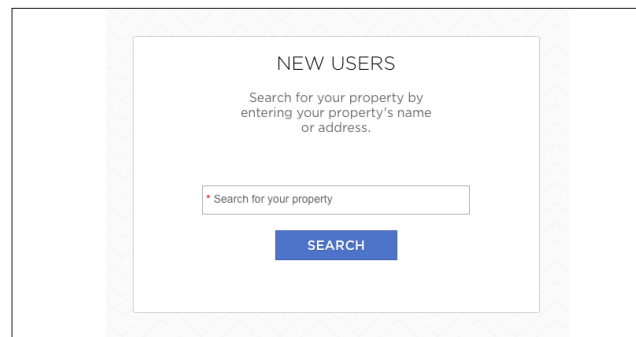 NEW USERS
Search for your property by
entering your property's name
or address.
* Search for your property
SEARCH